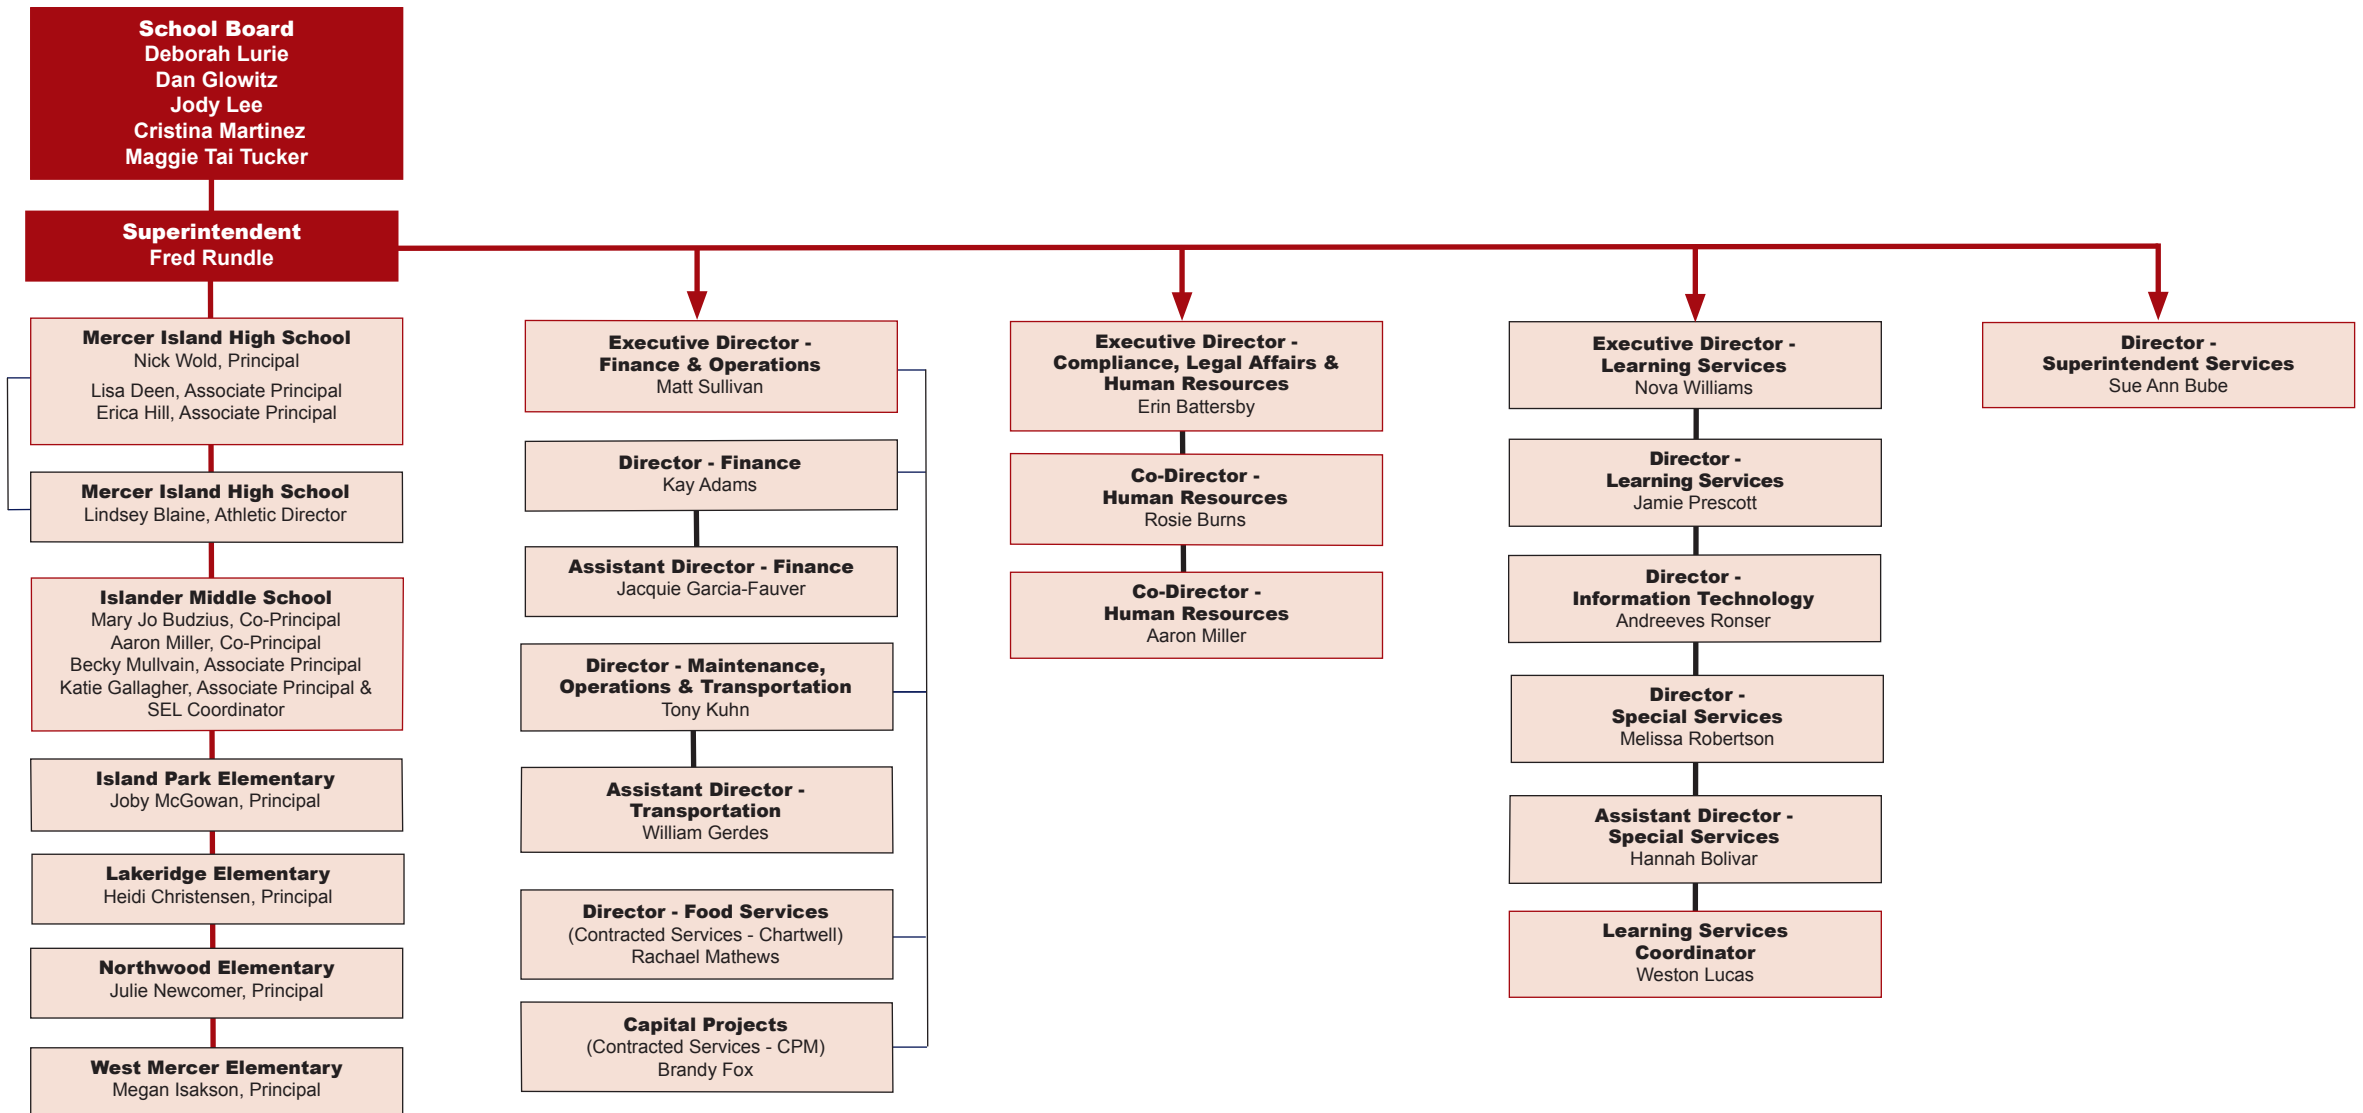 School Board
Deborah Lurie
Dan Glowitz
Jody Lee
Cristina Martinez
Maggie Tai Tucker
Superintendent
Fred Rundle
Mercer Island High School
Nick Wold, Principal
Lisa Deen, Associate Principal
Erica Hill, Associate Principal
Mercer Island High School
Lindsey Blaine, Athletic Director
Islander Middle School
Mary Jo Budzius, Co-Principal
Aaron Miller, Co-Principal
Becky Mullvain, Associate Principal
Katie Gallagher, Associate Principal &
SEL Coordinator
Island Park Elementary
Joby McGowan, Principal
Lakeridge Elementary
Heidi Christensen, Principal
Northwood Elementary
Julie Newcomer, Principal
West Mercer Elementary
Megan Isakson, Principal
Executive Director -
Finance & Operations
Matt Sullivan
Director - Finance
Kay Adams
Assistant Director - Finance
Jacquie Garcia-Fauver
Director - Maintenance,
Operations & Transportation
Tony Kuhn
Assistant Director -
Transportation
William Gerdes
Director - Food Services
(Contracted Services - Chartwell)
Rachael Mathews
Capital Projects
(Contracted Services - CPM)
Brandy Fox
Executive Director -
Compliance, Legal Affairs &
Human Resources
Erin Battersby
Co-Director -
Human Resources
Rosie Burns
Co-Director -
Human Resources
Aaron Miller
Executive Director -
Learning Services
Nova Williams
Director -
Learning Services
Jamie Prescott
Director -
Information Technology
Andreeves Ronser
Director -
Special Services
Melissa Robertson
Assistant Director -
Special Services
Hannah Bolivar
Learning Services
Coordinator
Weston Lucas
Director -
Superintendent Services
Sue Ann Bube